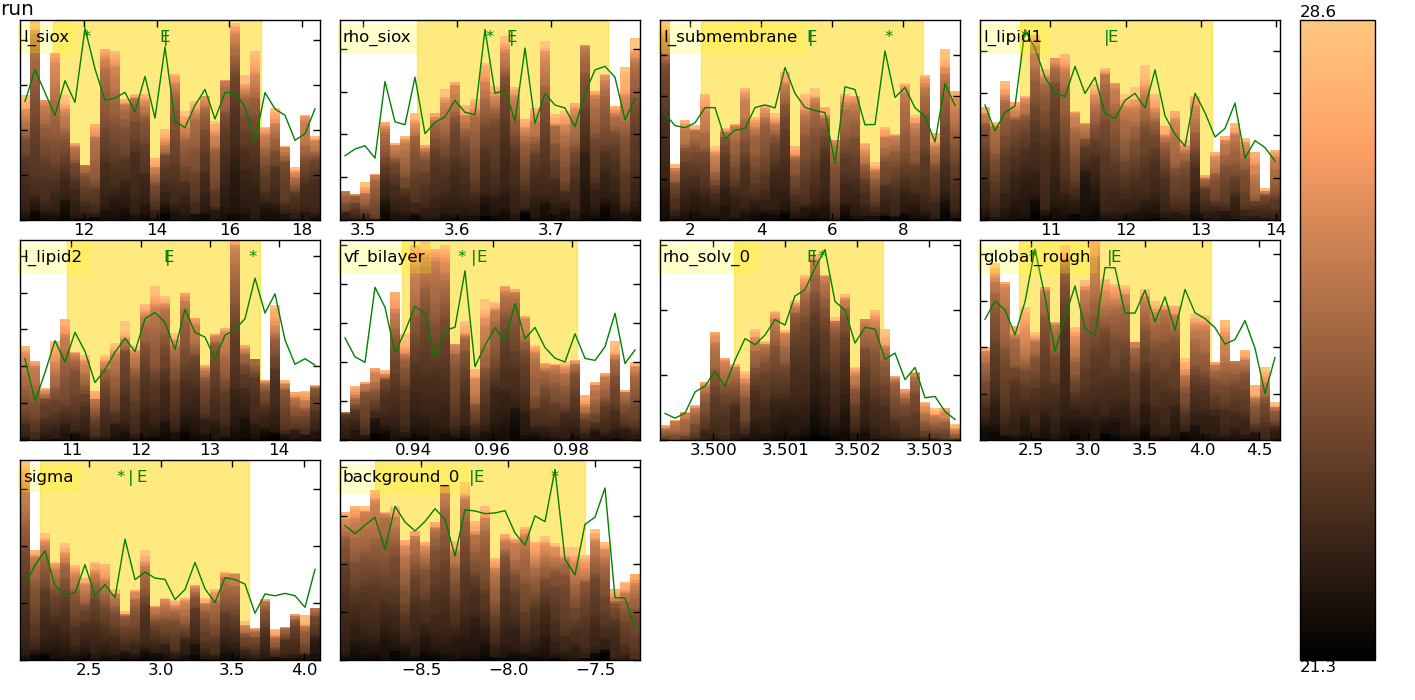 run
28.6
l_siox * E
rho_siox * |E
l_submembrane |E *
l_lipid1 * |E
12 14 16 18
3.5 3.6 3.7
2 4 6 8
11 12 13 14
l_lipid2 |E *
vf_bilayer * |E
rho_solv_0 E *
global_rough * |E
11 12 13 14
0.94 0.96 0.98
3.500 3.501 3.502 3.503
2.5 3.0 3.5 4.0 4.5
sigma * | E
background_0 |E *
2.5 3.0 3.5 4.0
−8.5 −8.0 −7.5
21.3